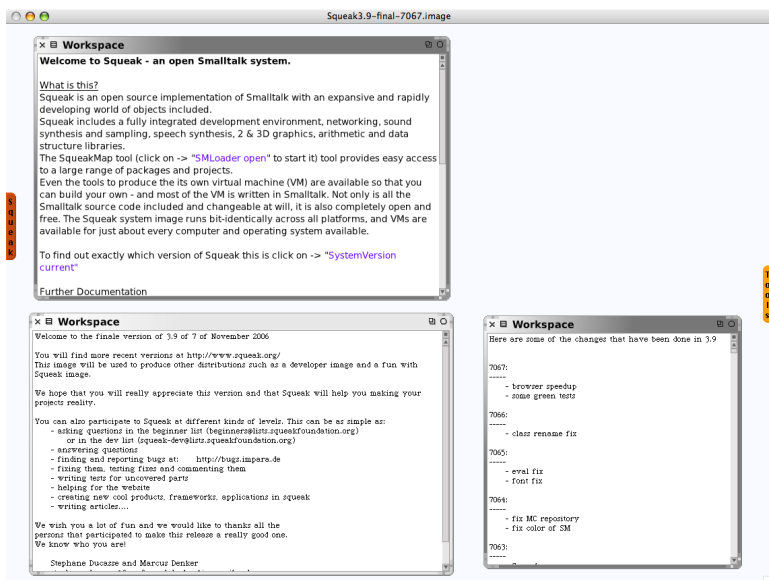 Squeak3.9-final-7067.image
Workspace
Welcome to Squeak - an open Smalltalk system.
What is this?
Squeak is an open source implementation of Smalltalk with an expansive and rapidly
developing world of objects included.
Squeak includes a fully integrated development environment, networking, sound
synthesis and sampling, speech synthesis, 2 & 3D graphics, arithmetic and data
structure libraries.
The SqueakMap tool (click on -> "SMLoader open" to start it) tool provides easy access
to a large range of packages and projects.
Even the tools to produce the its own virtual machine (VM) are available so that you
can build your own - and most of the VM is written in Smalltalk. Not only is all the
Smalltalk source code included and changeable at will, it is also completely open and
free. The Squeak system image runs bit-identically across all platforms, and VMs are
available for just about every computer and operating system available.
To find out exactly which version of Squeak this is click on -> "SystemVersion
current"
Further Documentation
Squeak
Tools
Workspace
Welcome to the finale version of 3.9 of 7 of November 2006
You will find more recent versions at http://www.squeak.org/
This image will be used to produce other distributions such as a developer image and a fun with
Squeak image.
We hope that you will really appreciate this version and that Squeak will help you making your
projects reality.
You can also participate to Squeak at different kinds of levels. This can be as simple as:
- asking questions in the beginner list (beginners@lists.squeakfoundation.org)
or in the dev list (squeak-dev@lists.squeakfoundation.org)
- answering questions
- finding and reporting bugs at: http://bugs.impara.de
- fixing them, testing fixes and commenting them
- writing tests for uncovered parts
- helping for the website
- creating new cool products, frameworks, applications in squeak
- writing articles....
We wish you a lot of fun and we would like to thanks all the
persons that participated to make this release a really good one.
We know who you are!
Stephane Ducasse and Marcus Denker
Workspace
Here are some of the changes that have been done in 3.9
7067:
-----
- browser speedup
- some green tests
7066:
-----
- class rename fix
7065:
-----
- eval fix
- font fix
7064:
-----
- fix MC repository
- fix color of SM
7063:
-----